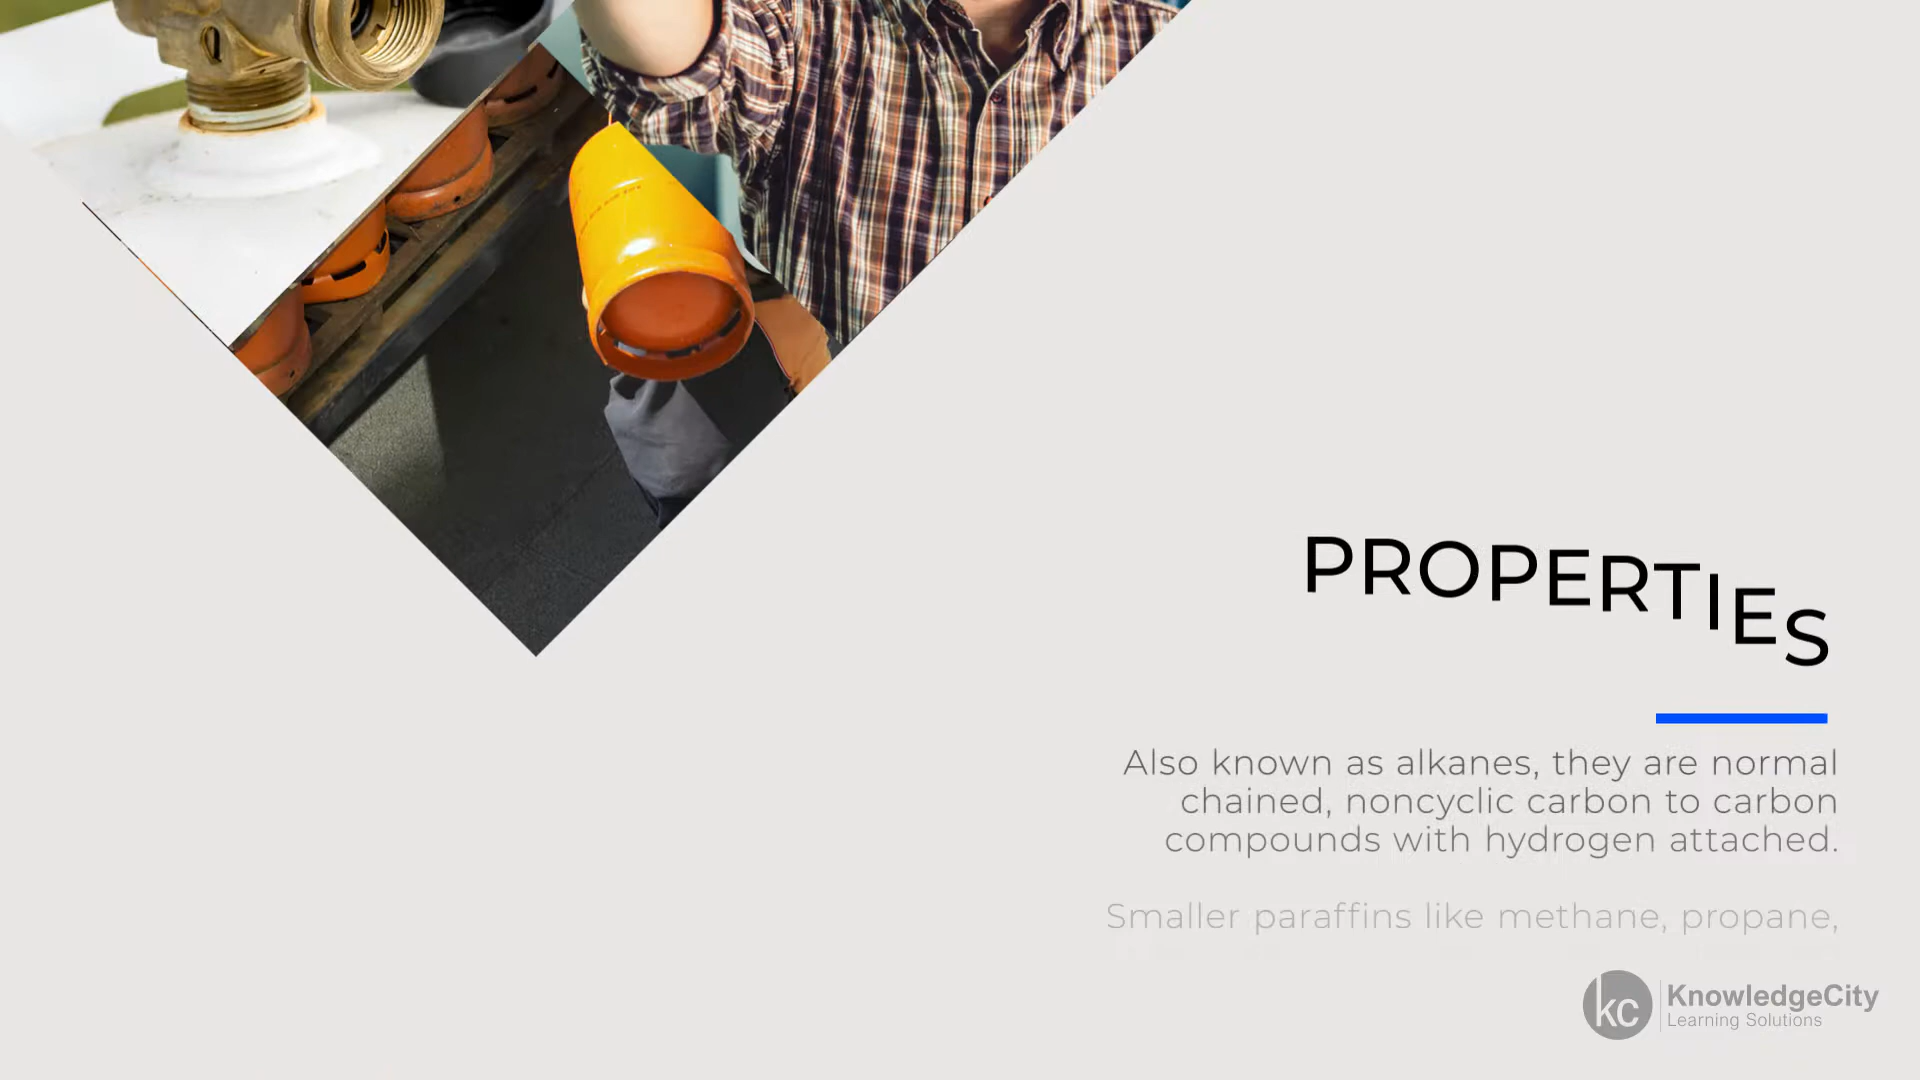 PROPERTIES
Also known as alkanes, they are normal
chained, noncyclic carbon to carbon
compounds with hydrogen attached.
Smaller paraffins like methane, propane,
kc
KnowledgeCity
Learning Solutions